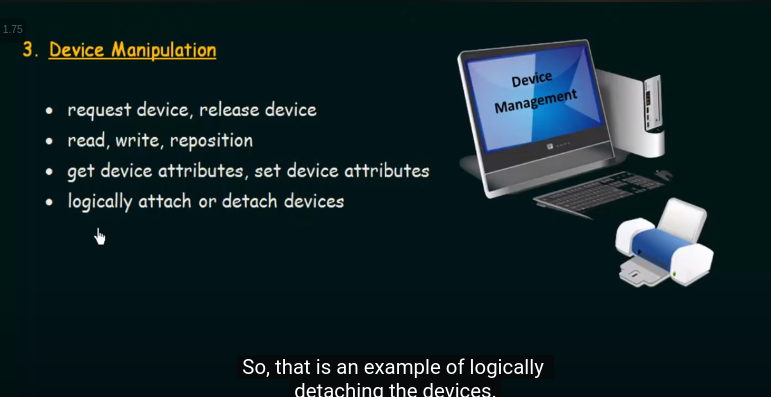 1.75
3. Device Manipulation
Device
Management
• request device, release device
• read, write, reposition
• get device attributes, set device attributes
• logically attach or detach devices
So, that is an example of logically
detaching the devices.